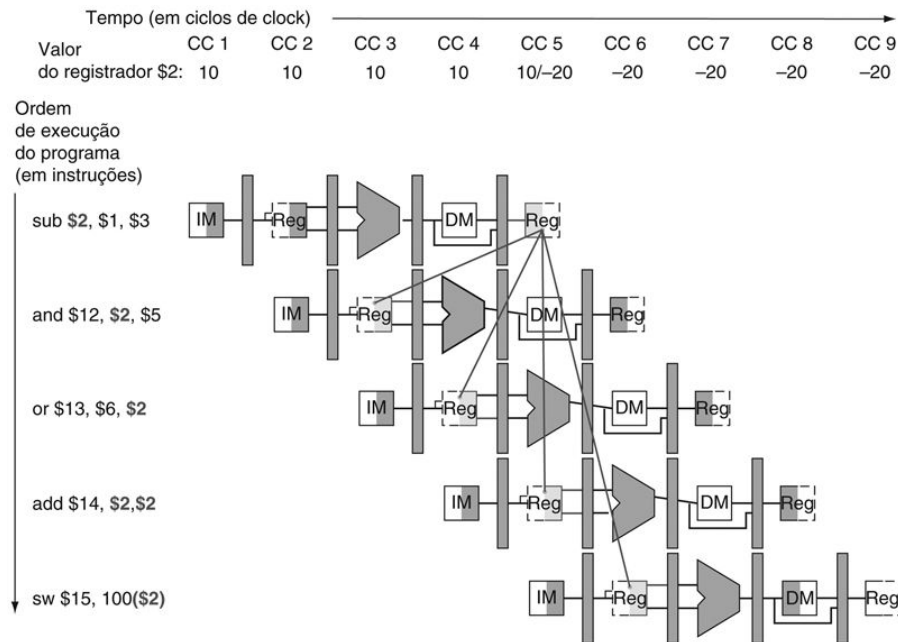 Tempo (em ciclos de clock)
CC 1 CC 2 CC 3 CC 4 CC 5 CC 6 CC 7 CC 8 CC 9
Valor
do registrador $2: 10 10 10 10 10/–20 –20 –20 –20 –20
Ordem
de execução
do programa
(em instruções)
sub $2, $1, $3 IM Reg DM Reg
and $12, $2, $5 IM Reg DM Reg
or $13, $6, $2 IM Reg DM Reg
add $14, $2,$2 IM Reg DM Reg
sw $15, 100($2) IM Reg DM Reg